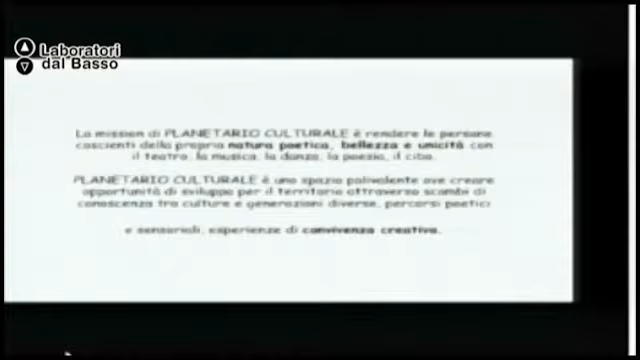 Laboratori
dal Basso
La mission di PLANETARIO CULTURALE è rendere le persone
coscienti della propria natura poetica, bellezza e unicità con
il teatro, la musica, la danza, la poesia, il cibo.
PLANETARIO CULTURALE è uno spazio polivalente ove creare
opportunità di sviluppo per il territorio attraverso scambi di
conoscenza tra culture e generazioni diverse, percorsi poetici
e sensoriali, esperienze di convivenza creativa.